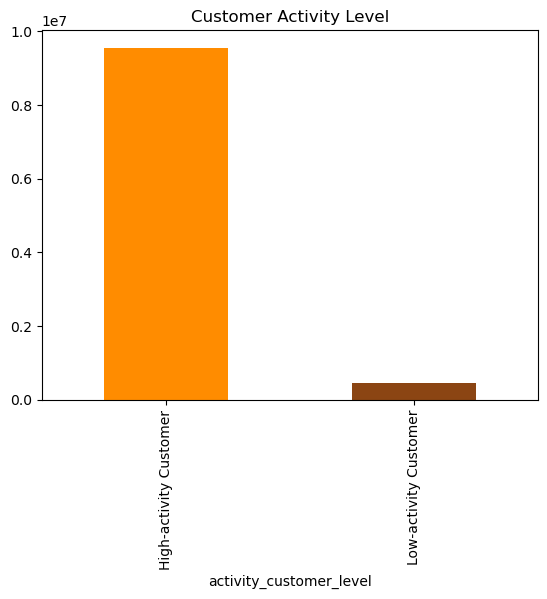 Customer Activity Level
1e7
1.0
0.8
0.6
0.4
0.2
0.0
High-activity Customer
Low-activity Customer
activity_customer_level